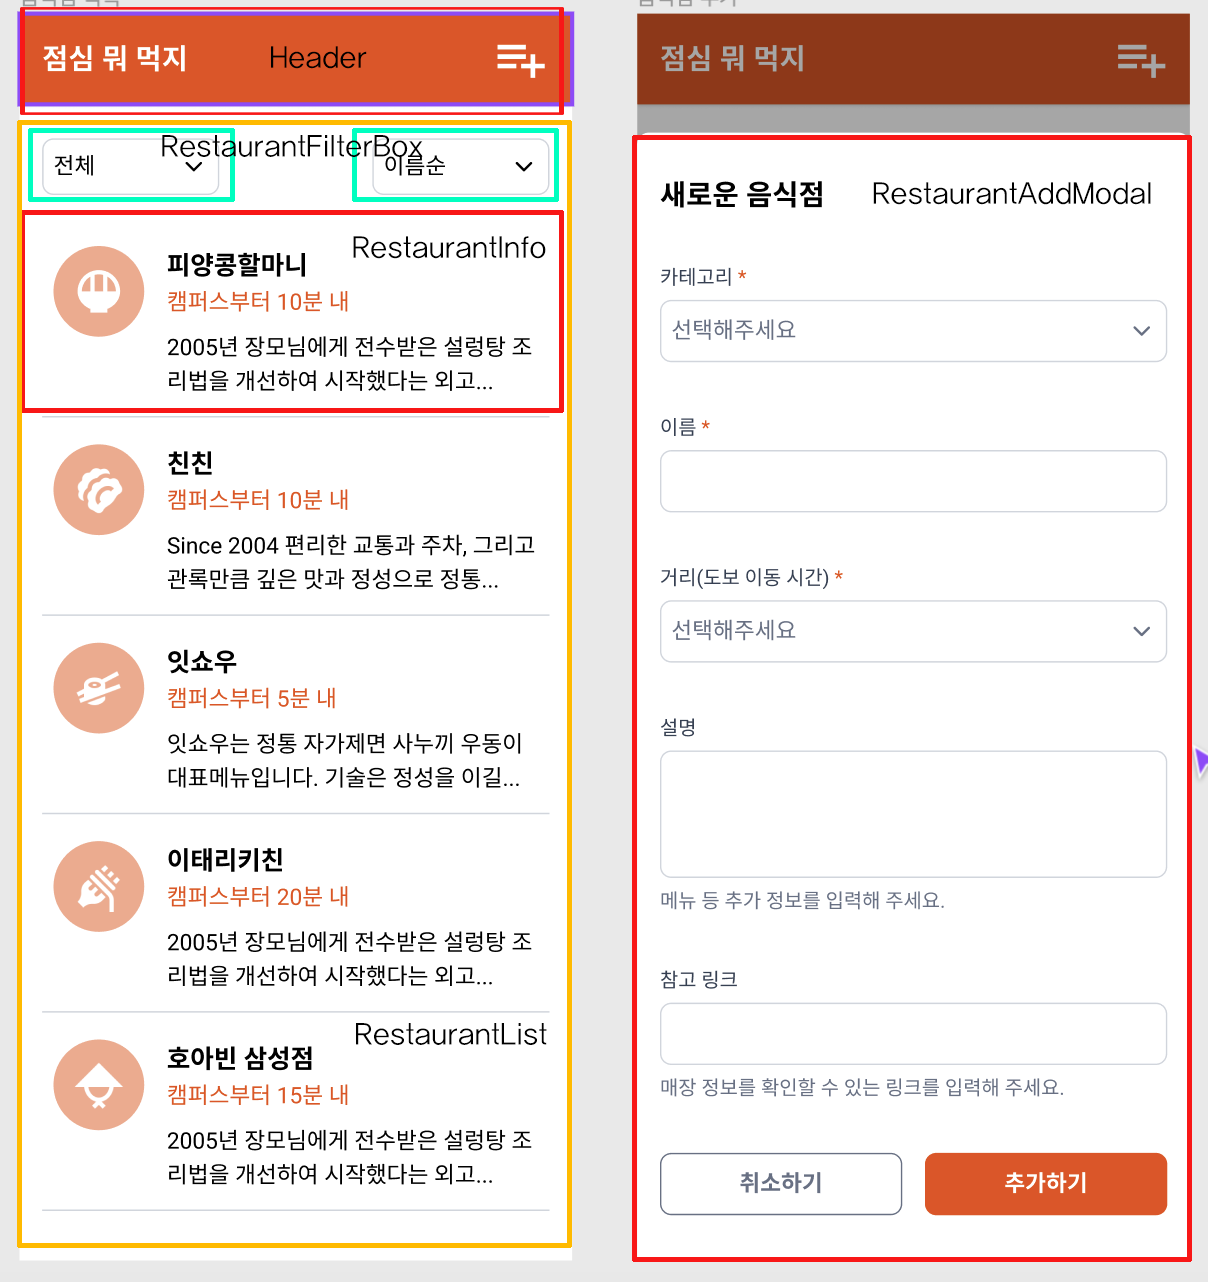 점심 뭐 먹지
Header
RestaurantFilterBox
전체
이름순
RestaurantInfo
피양콩할마니
캠퍼스부터 10분 내
2005년 장모님에게 전수받은 설렁탕 조
리법을 개선하여 시작했다는 외고...
친친
캠퍼스부터 10분 내
Since 2004 편리한 교통과 주차, 그리고
관록만큼 깊은 맛과 정성으로 정통...
잇쇼우
캠퍼스부터 5분 내
잇쇼우는 정통 자가제면 사누끼 우동이
대표메뉴입니다. 기술은 정성을 이길...
이태리키친
캠퍼스부터 20분 내
2005년 장모님에게 전수받은 설렁탕 조
리법을 개선하여 시작했다는 외고...
RestaurantList
호아빈 삼성점
캠퍼스부터 15분 내
2005년 장모님에게 전수받은 설렁탕 조
리법을 개선하여 시작했다는 외고...
점심 뭐 먹지
새로운 음식점
RestaurantAddModal
카테고리 *
선택해주세요
이름 *
거리(도보 이동 시간) *
선택해주세요
설명
메뉴 등 추가 정보를 입력해 주세요.
참고 링크
매장 정보를 확인할 수 있는 링크를 입력해 주세요.
취소하기
추가하기